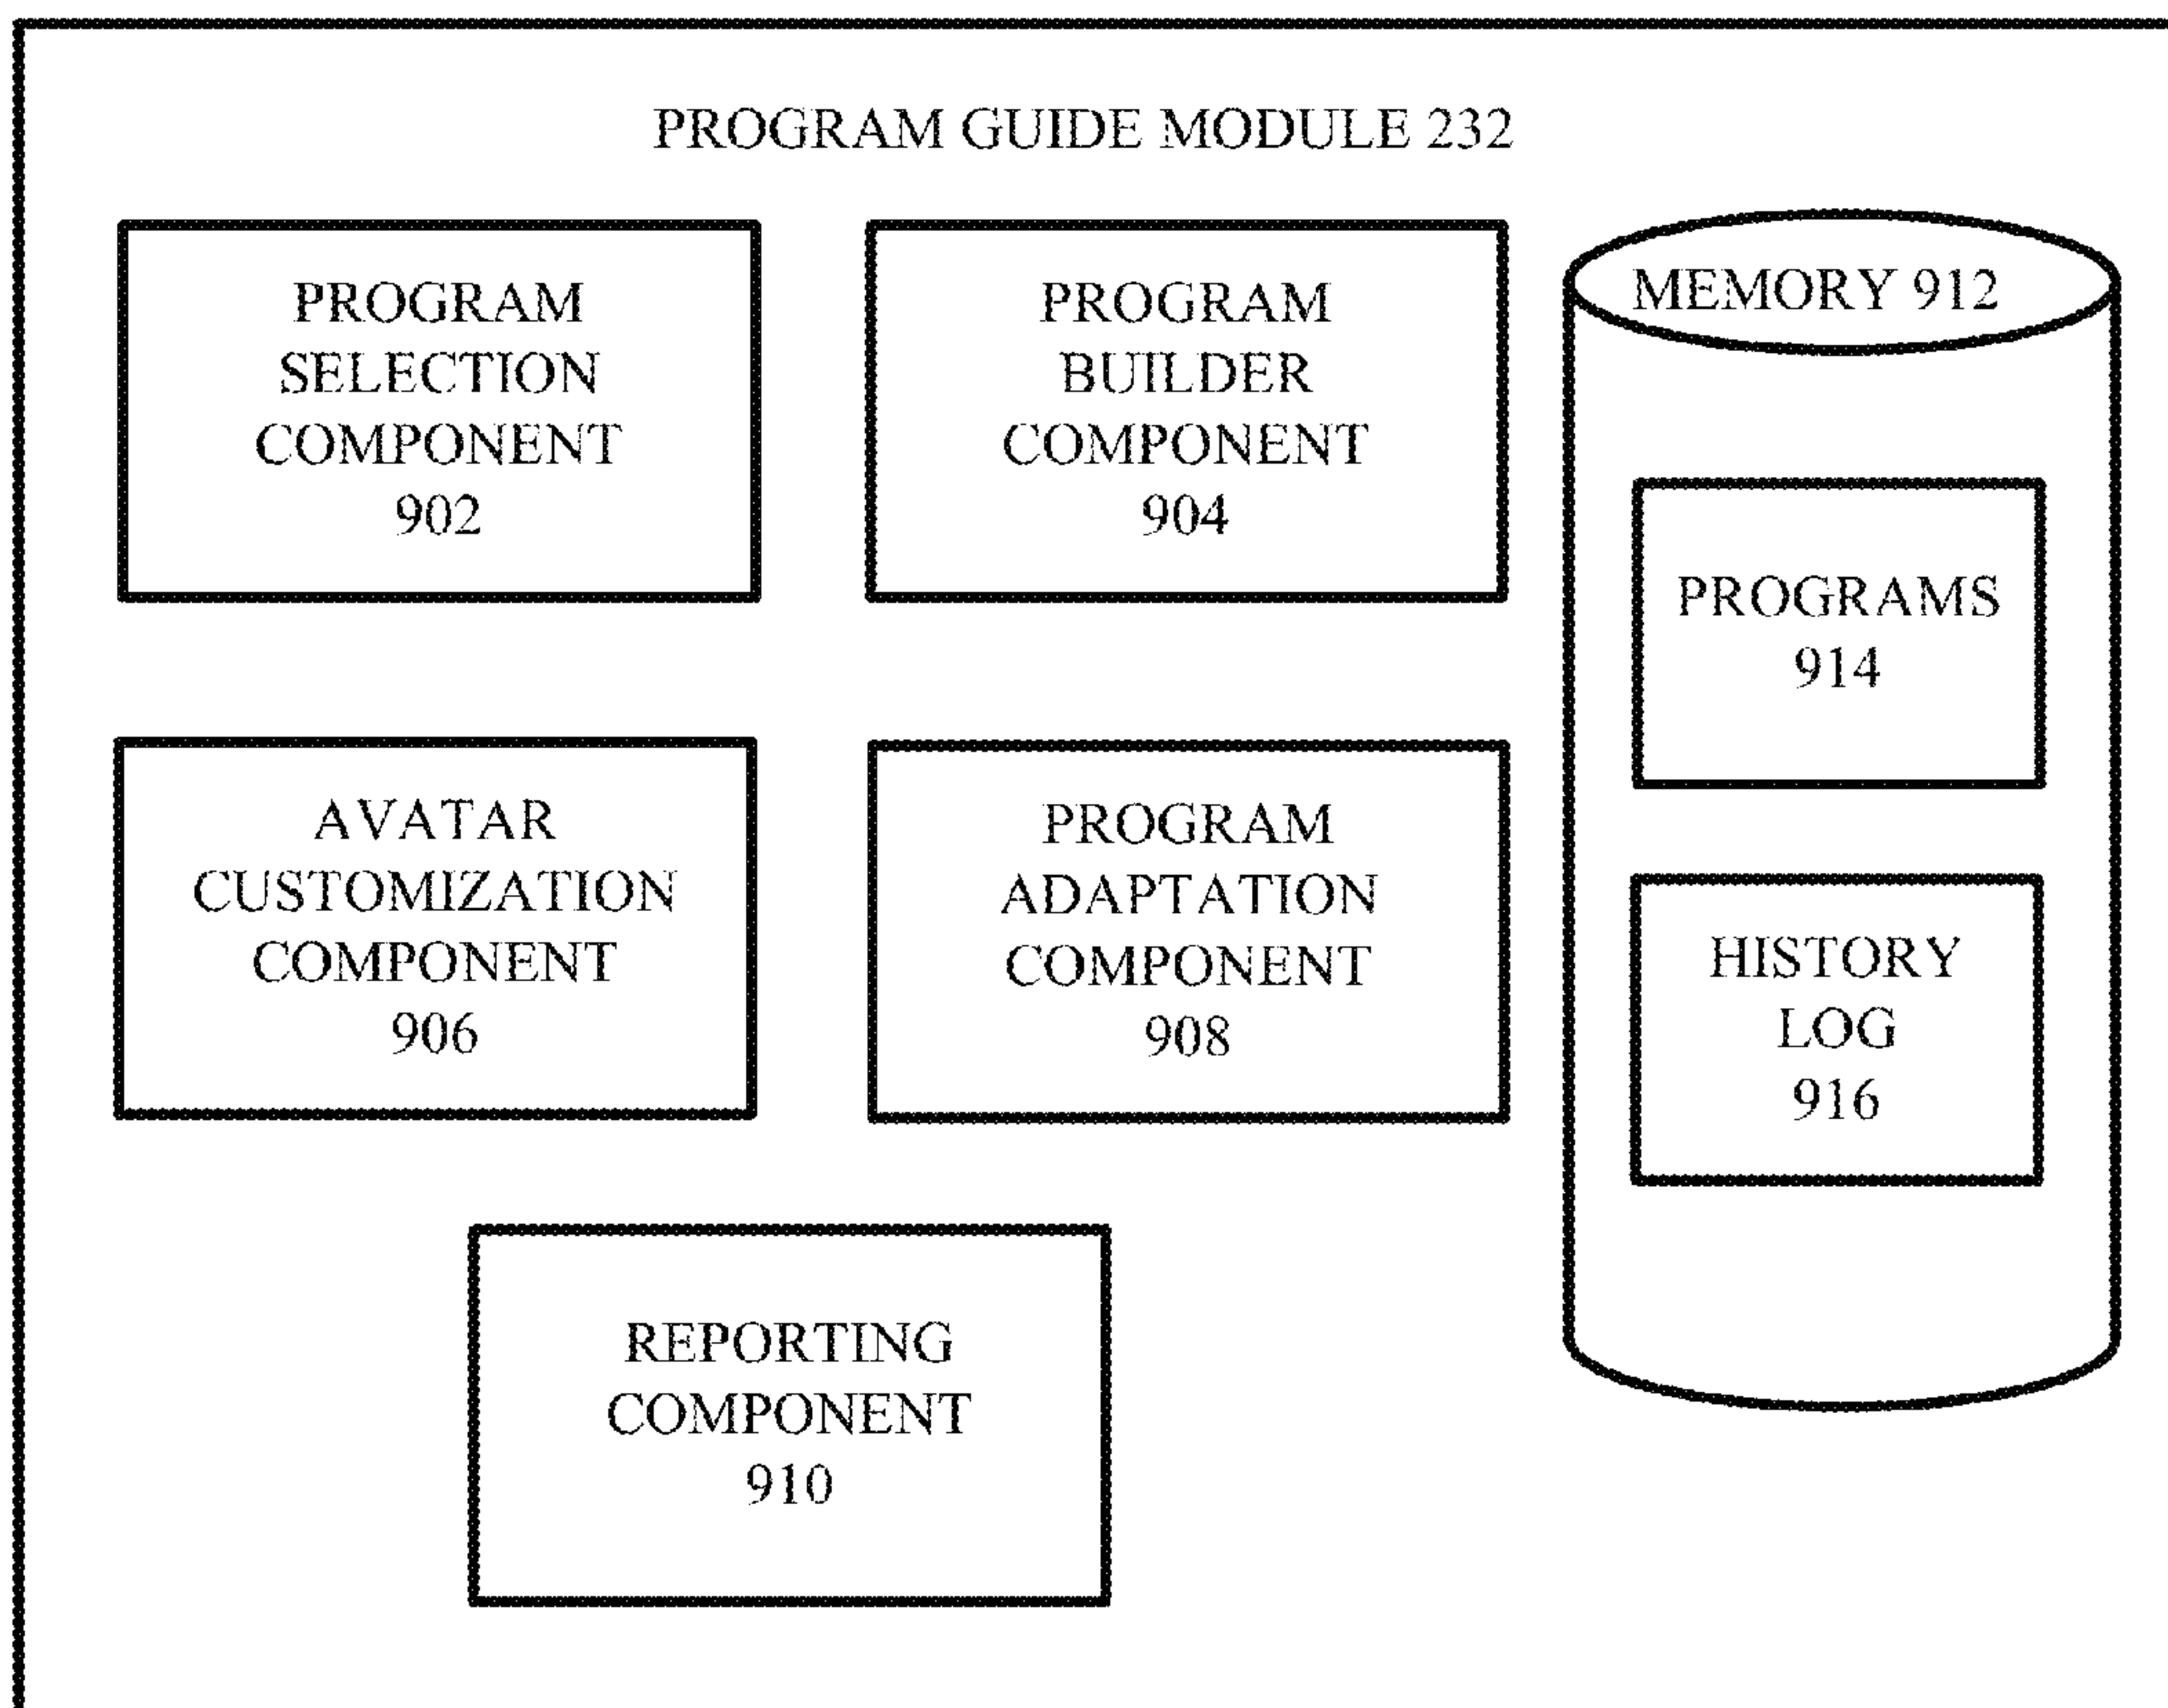 PROGRAM GUIDE MODULE 232
PROGRAM
SELECTION
COMPONENT
902
PROGRAM
BUILDER
COMPONENT
904
MEMORY 912
PROGRAMS
914
AVATAR
CUSTOMIZATION
COMPONENT
906
PROGRAM
ADAPTATION
COMPONENT
908
HISTORY
LOG
916
REPORTING
COMPONENT
910